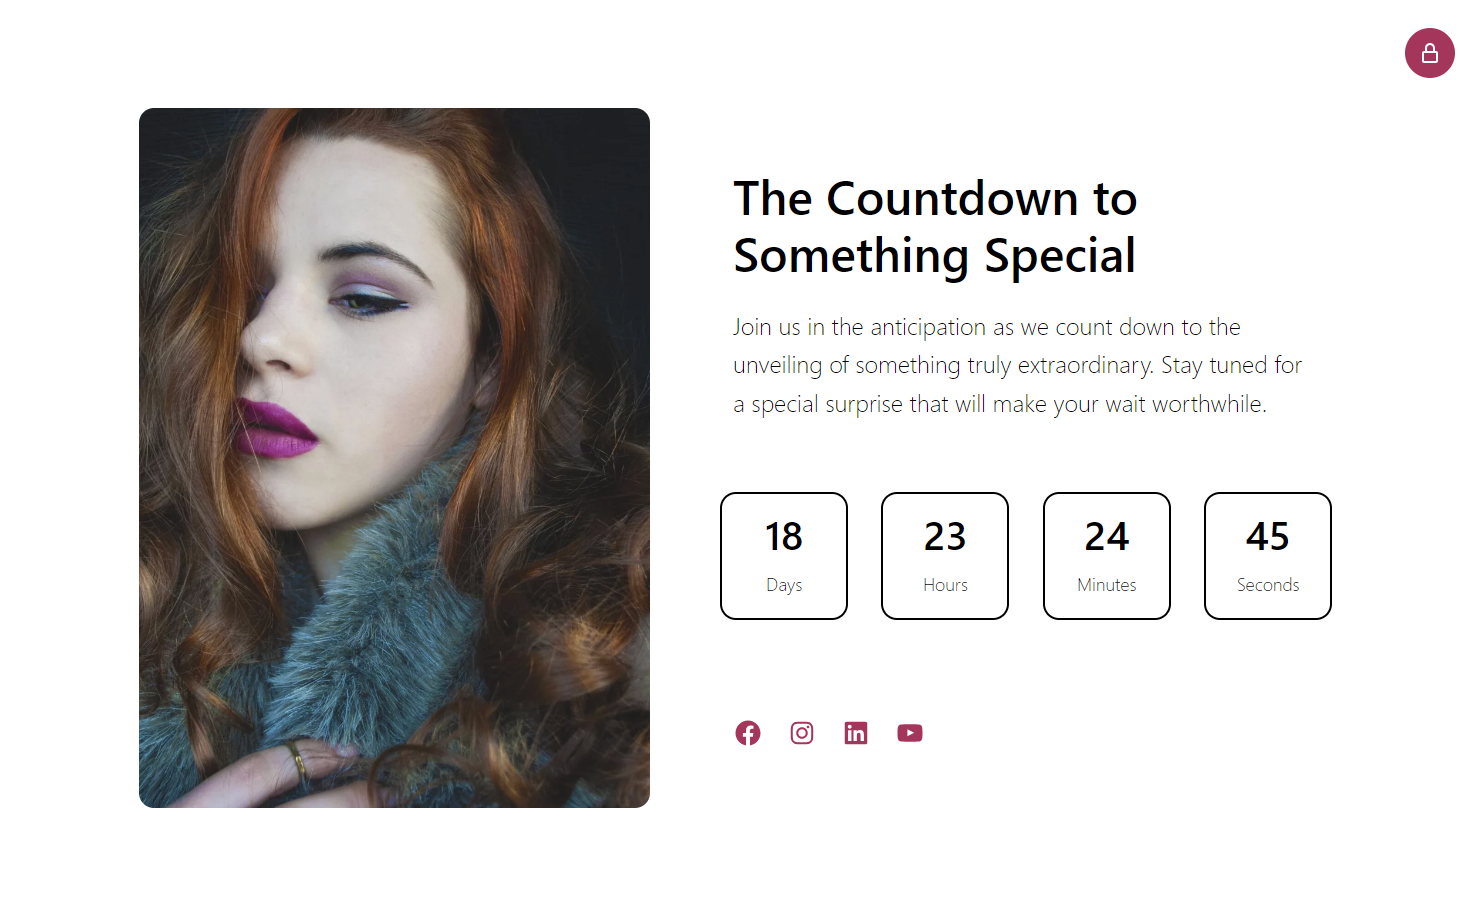 The Countdown to
Something Special
Join us in the anticipation as we count down to the
unveiling of something truly extraordinary. Stay tuned for
a special surprise that will make your wait worthwhile.
18 23 24 45
Days Hours Minutes Seconds